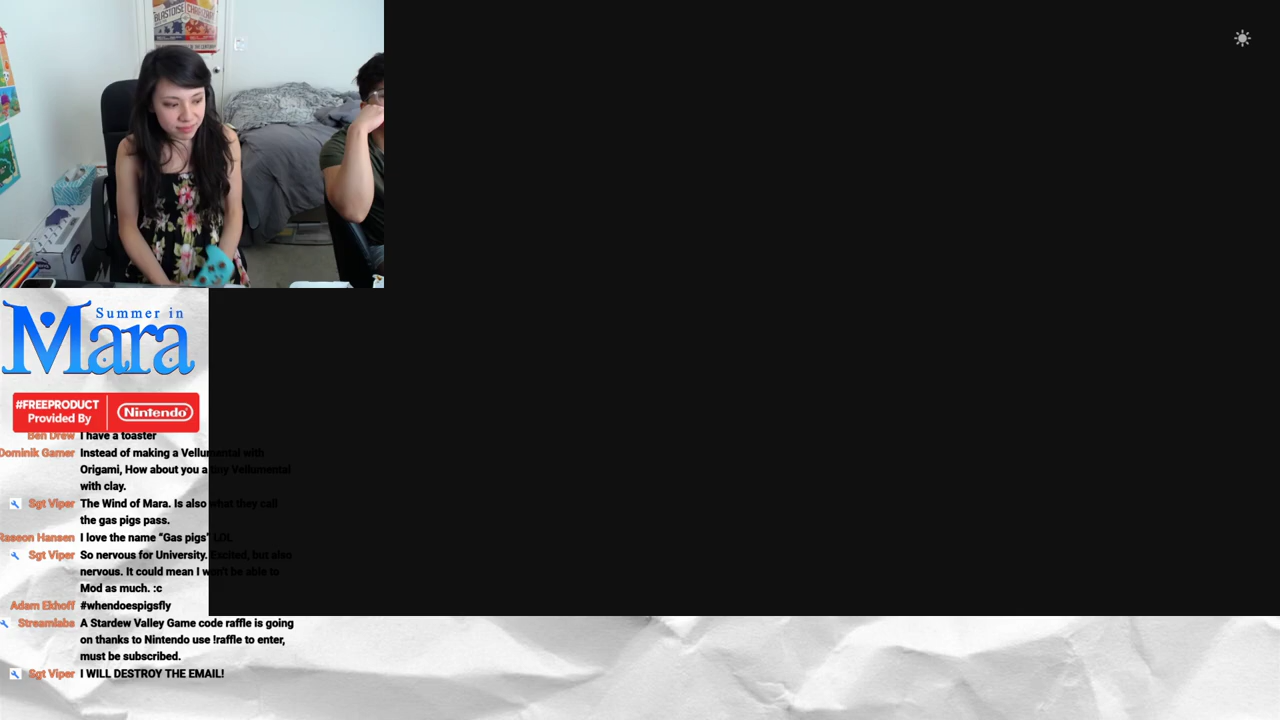 BLASTOISE CHARIZARD
Summer in
Mara
#FREEPRODUCT
Provided By
Nintendo
Ben Drew I have a toaster
Dominik Gamer Instead of making a Vellumental with
Origami, How about you a tiny Vellumental
with clay.
Sgt Viper The Wind of Mara. Is also what they call
the gas pigs pass.
Raseon Hansen I love the name “Gas pigs” LOL
Sgt Viper So nervous for University. Excited, but also
nervous. It could mean I won't be able to
Mod as much. :c
Adam Ekhoff #whendoespigsfly
Streamlabs A Stardew Valley Game code raffle is going
on thanks to Nintendo use !raffle to enter,
must be subscribed.
Sgt Viper I WILL DESTROY THE EMAIL!